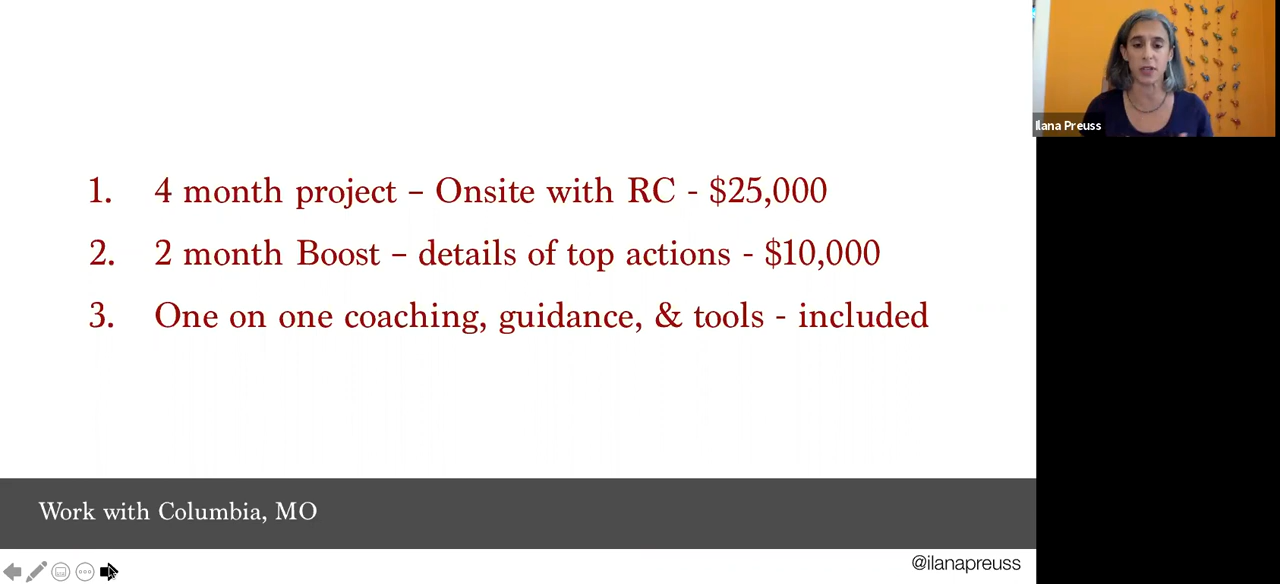 Ilana Preuss
1. 4 month project – Onsite with RC - $25,000
2. 2 month Boost – details of top actions - $10,000
3. One on one coaching, guidance, & tools - included
Work with Columbia, MO
@ilanapreuss